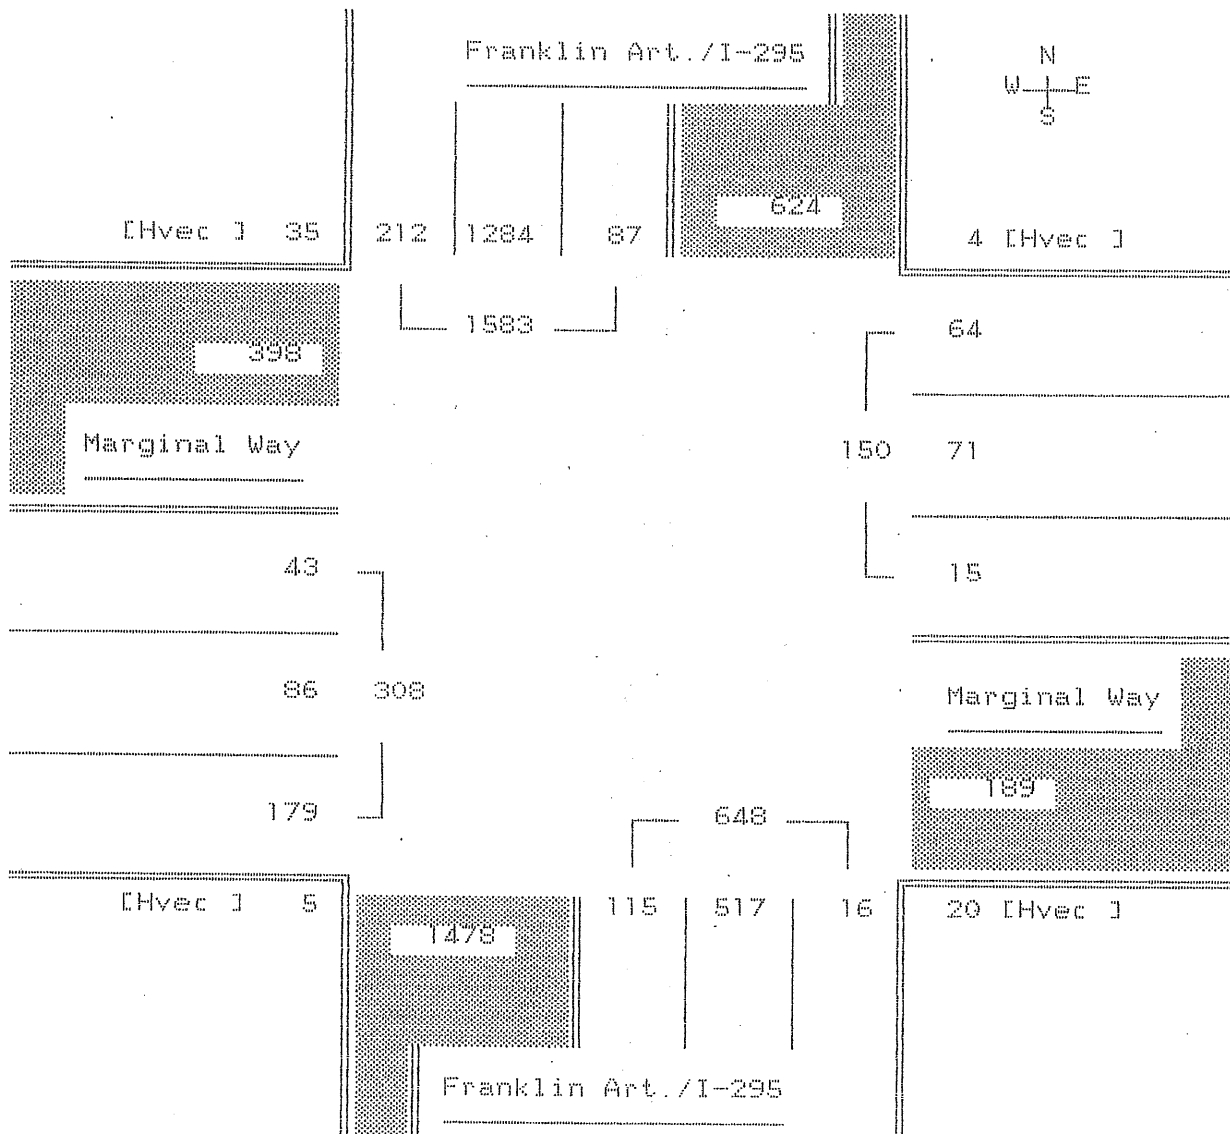 Franklin Art./I-295
N
W E
S
624
[Hvec ] 35 212 1284 87 4 [Hvec ]
1583 64
398
Marginal Way 150 71
43 15
86 308 Marginal Way
189
179 648
[Hvec ] 5 115 517 16 20 [Hvec ]
1478
Franklin Art./I-295